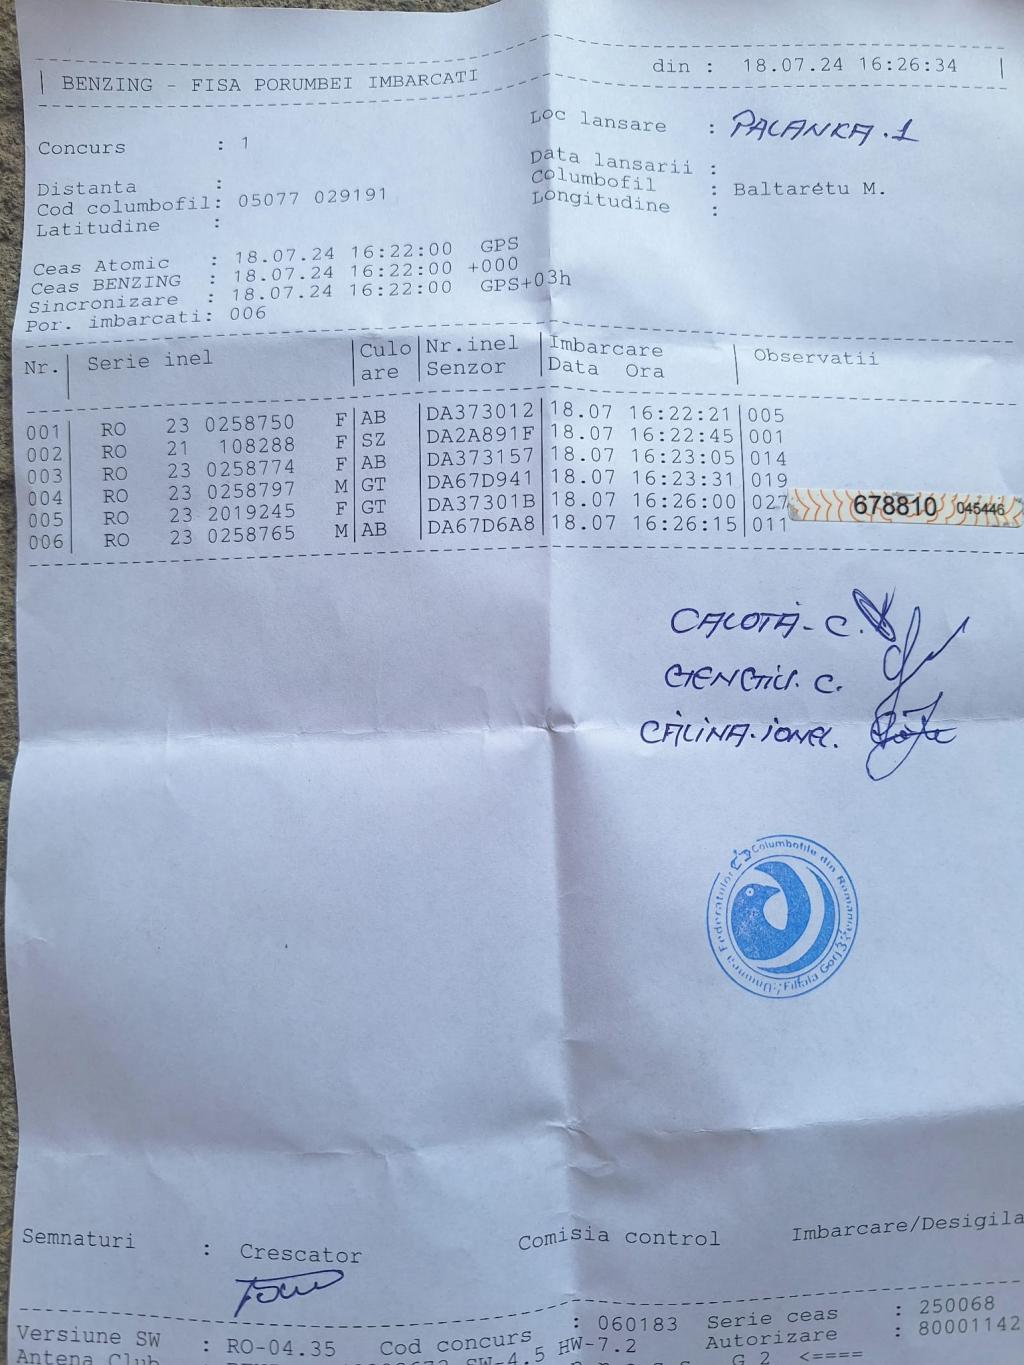 | BENZING - FISA PORUMBEI IMBARCATI din : 18.07.24 16:26:34 |
Concurs : 1 Loc lansare : PALANKA.1
Distanta : Data lansarii :
Cod columbofil: 05077 029191 Columbofil : Baltarétu M.
Latitudine : Longitudine :
Ceas Atomic : 18.07.24 16:22:00 GPS
Ceas BENZING : 18.07.24 16:22:00 +000
Sincronizare : 18.07.24 16:22:00 GPS+03h
Por. imbarcati: 006
Nr.| Serie inel |Culo|Nr.inel |Imbarcare | Observatii
|are |Senzor |Data Ora |
001| RO 23 0258750 F|AB |DA373012|18.07 16:22:21|005
002| RO 21 108288 F|SZ |DA2A891F|18.07 16:22:45|001
003| RO 23 0258774 F|AB |DA373157|18.07 16:23:05|014
004| RO 23 0258797 M|GT |DA67D941|18.07 16:23:31|019
005| RO 23 2019245 F|GT |DA37301B|18.07 16:26:00|027
006| RO 23 0258765 M|AB |DA67D6A8|18.07 16:26:15|011
678810 045446
CALOTĂ - C.
C.
CĂLINA.IONEL.
Columbofile din Romania
Filiala Gorj
Semnaturi : Crescator Comisia control Imbarcare/Desigila
Versiune SW : RO-04.35 Cod concurs : 060183 Serie ceas : 250068
Antena Club SW-4.5 HW-7.2 Autorizare : 80001142
G 2 <====